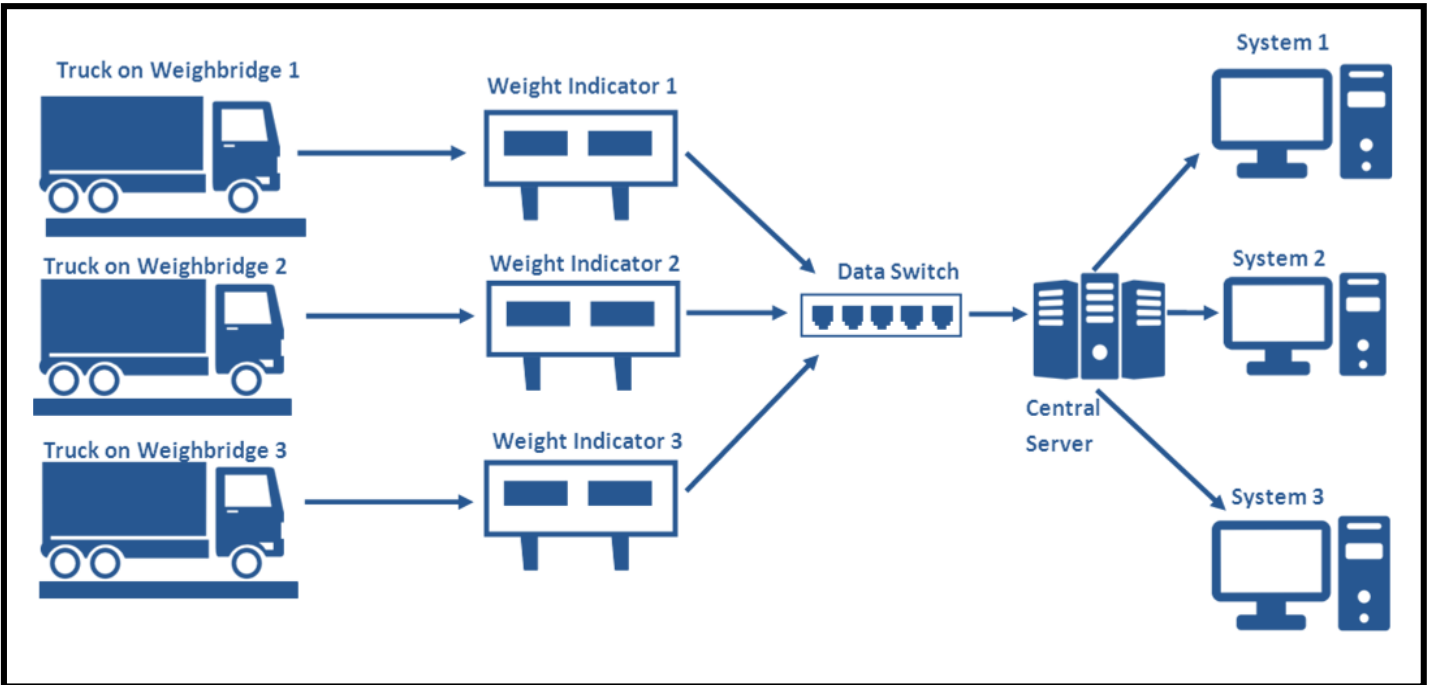 Truck on Weighbridge 1
Weight Indicator 1
System 1
Truck on Weighbridge 2
Weight Indicator 2
Data Switch
System 2
Central
Server
Truck on Weighbridge 3
Weight Indicator 3
System 3